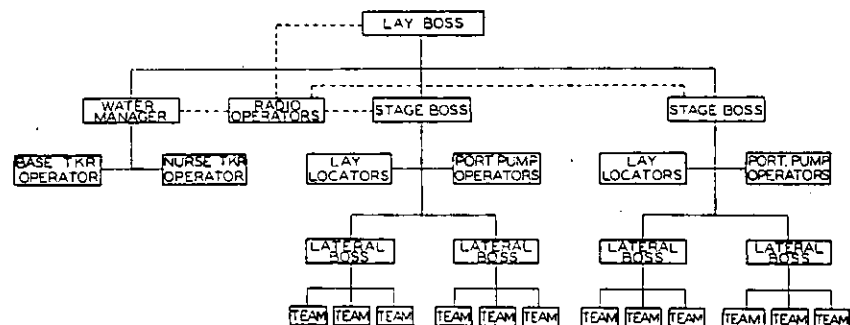 LAY BOSS
WATER
MANAGER
RADIO
OPERATORS
STAGE BOSS
STAGE BOSS
BASE TKR
OPERATOR
NURSE TKR
OPERATOR
LAY
LOCATORS
PORT. PUMP
OPERATORS
LAY
LOCATORS
PORT. PUMP
OPERATORS
LATERAL
BOSS
LATERAL
BOSS
LATERAL
BOSS
LATERAL
BOSS
TEAM TEAM TEAM TEAM TEAM TEAM TEAM TEAM TEAM TEAM TEAM TEAM